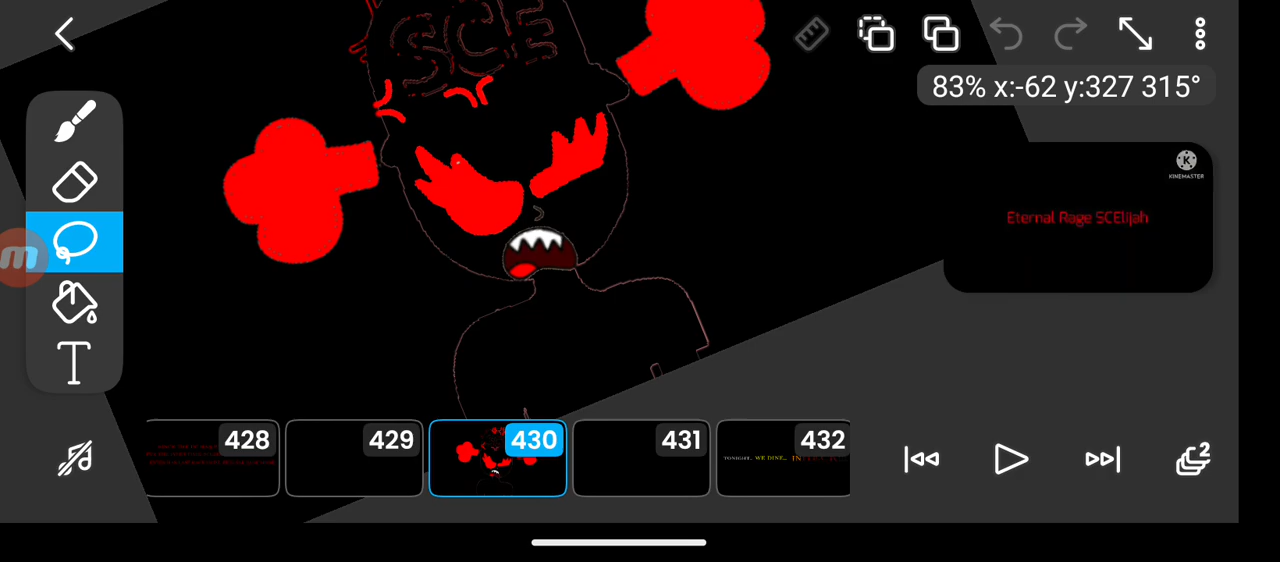 SCE
83% x:-62 y:327 315°
K
KINEMASTER
Eternal Rage SCElijah
T
428
429
430
431
432
TONIGHT... WE DINE...
2